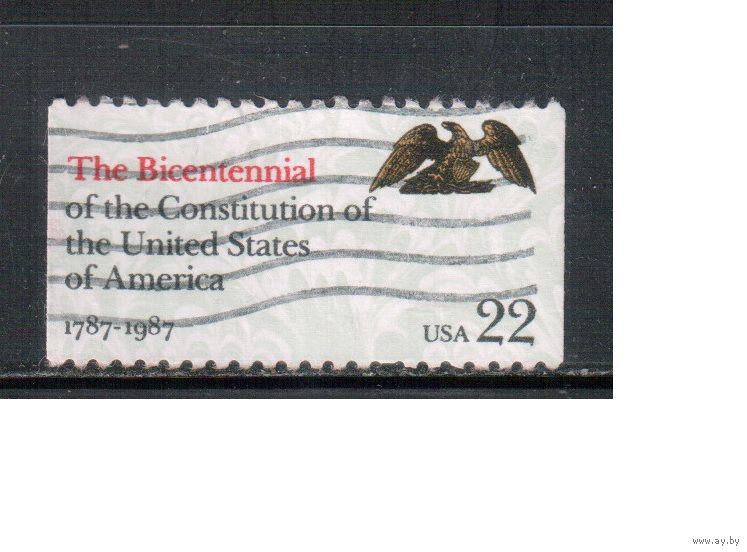 The Bicentennial
of the Constitution of
the United States
of America
1787-1987
USA 22
www.ay.by